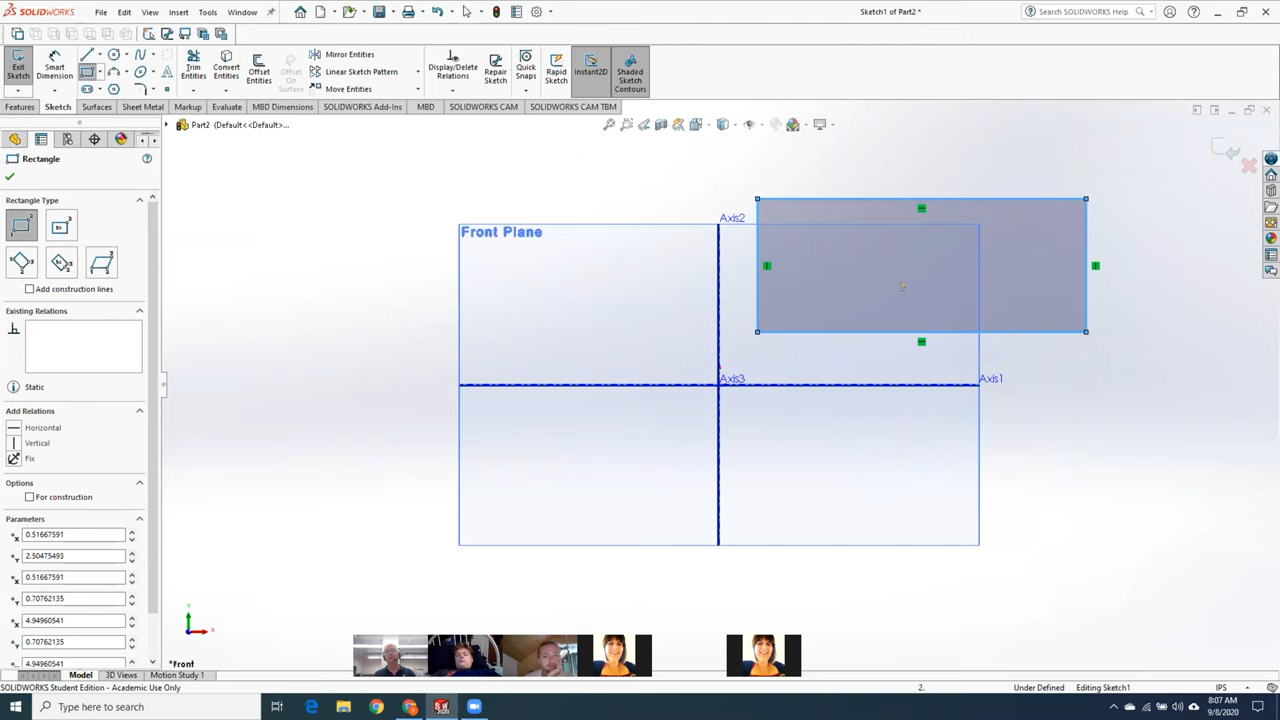 SOLIDWORKS File Edit View Insert Tools Window Sketch1 of Part2 * Search SOLIDWORKS Help
Exit Sketch
Smart Dimension
Trim Entities
Convert Entities
Offset Entities
Offset On Surface
Mirror Entities
Linear Sketch Pattern
Move Entities
Display/Delete Relations
Repair Sketch
Quick Snaps
Rapid Sketch
Instant2D
Shaded Sketch Contours
Features Sketch Surfaces Sheet Metal Markup Evaluate MBD Dimensions SOLIDWORKS Add-Ins MBD SOLIDWORKS CAM SOLIDWORKS CAM TBM
Part2 (Default<<Default>...
Rectangle
Rectangle Type
Add construction lines
Existing Relations
Static
Add Relations
Horizontal
Vertical
Fix
Options
For construction
Parameters
0.51667591
2.50475493
0.51667591
0.70762135
4.94960541
0.70762135
4.94960541
Axis2
Front Plane
Axis3
Axis1
Y
X
*Front
Model 3D Views Motion Study 1
SOLIDWORKS Student Edition - Academic Use Only 2. Under Defined Editing Sketch1 IPS
Type here to search
8:07 AM
9/8/2020